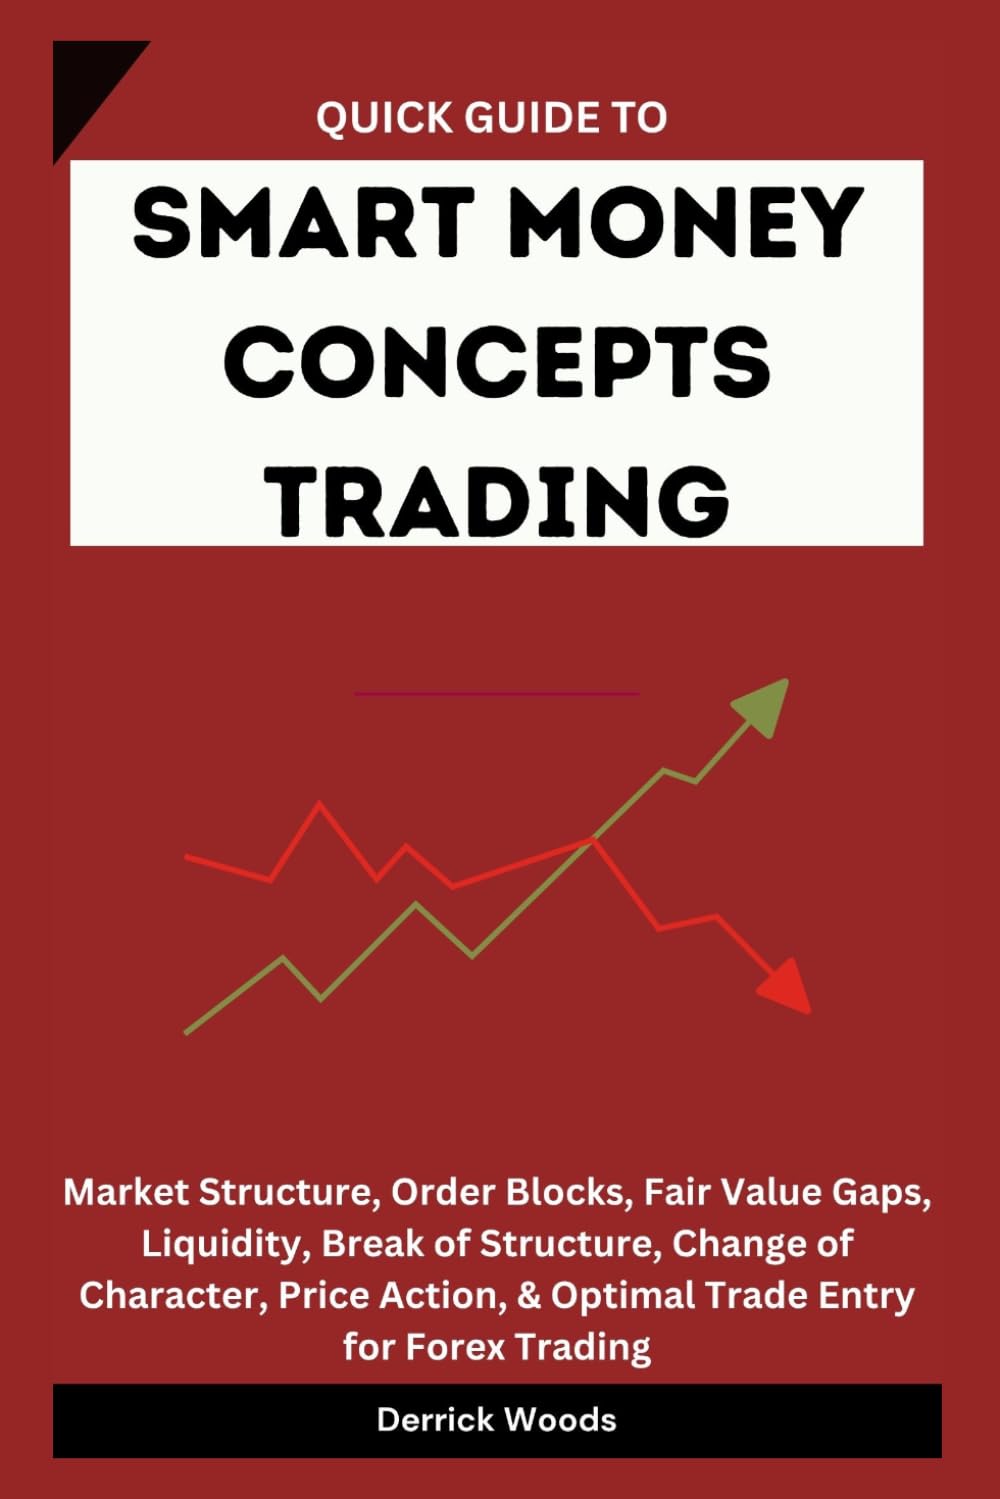 QUICK GUIDE TO
SMART MONEY
CONCEPTS
TRADING
Market Structure, Order Blocks, Fair Value Gaps,
Liquidity, Break of Structure, Change of
Character, Price Action, & Optimal Trade Entry
for Forex Trading
Derrick Woods